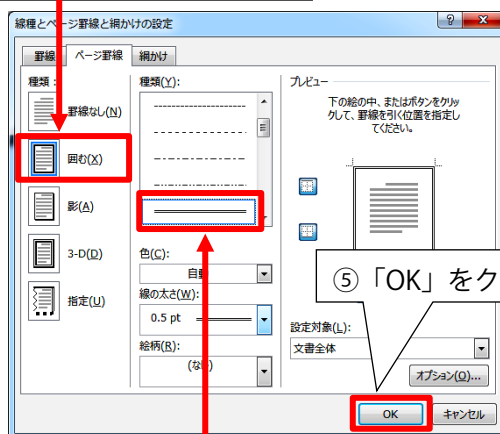 線種とページ罫線と網かけの設定
罫線
ページ罫線
網かけ
種類:
罫線なし(N)
囲む(X)
影(A)
3-D(D)
指定(U)
種類(Y):
色(C):
自動
線の太さ(W):
0.5 pt
絵柄(R):
プレビュー
下の絵の中、またはボタンをクリッ
クして、罫線を引く位置を指定し
てください。
⑤「OK」をク
設定対象(L):
文書全体
オプション(O)...
OK
キャンセル